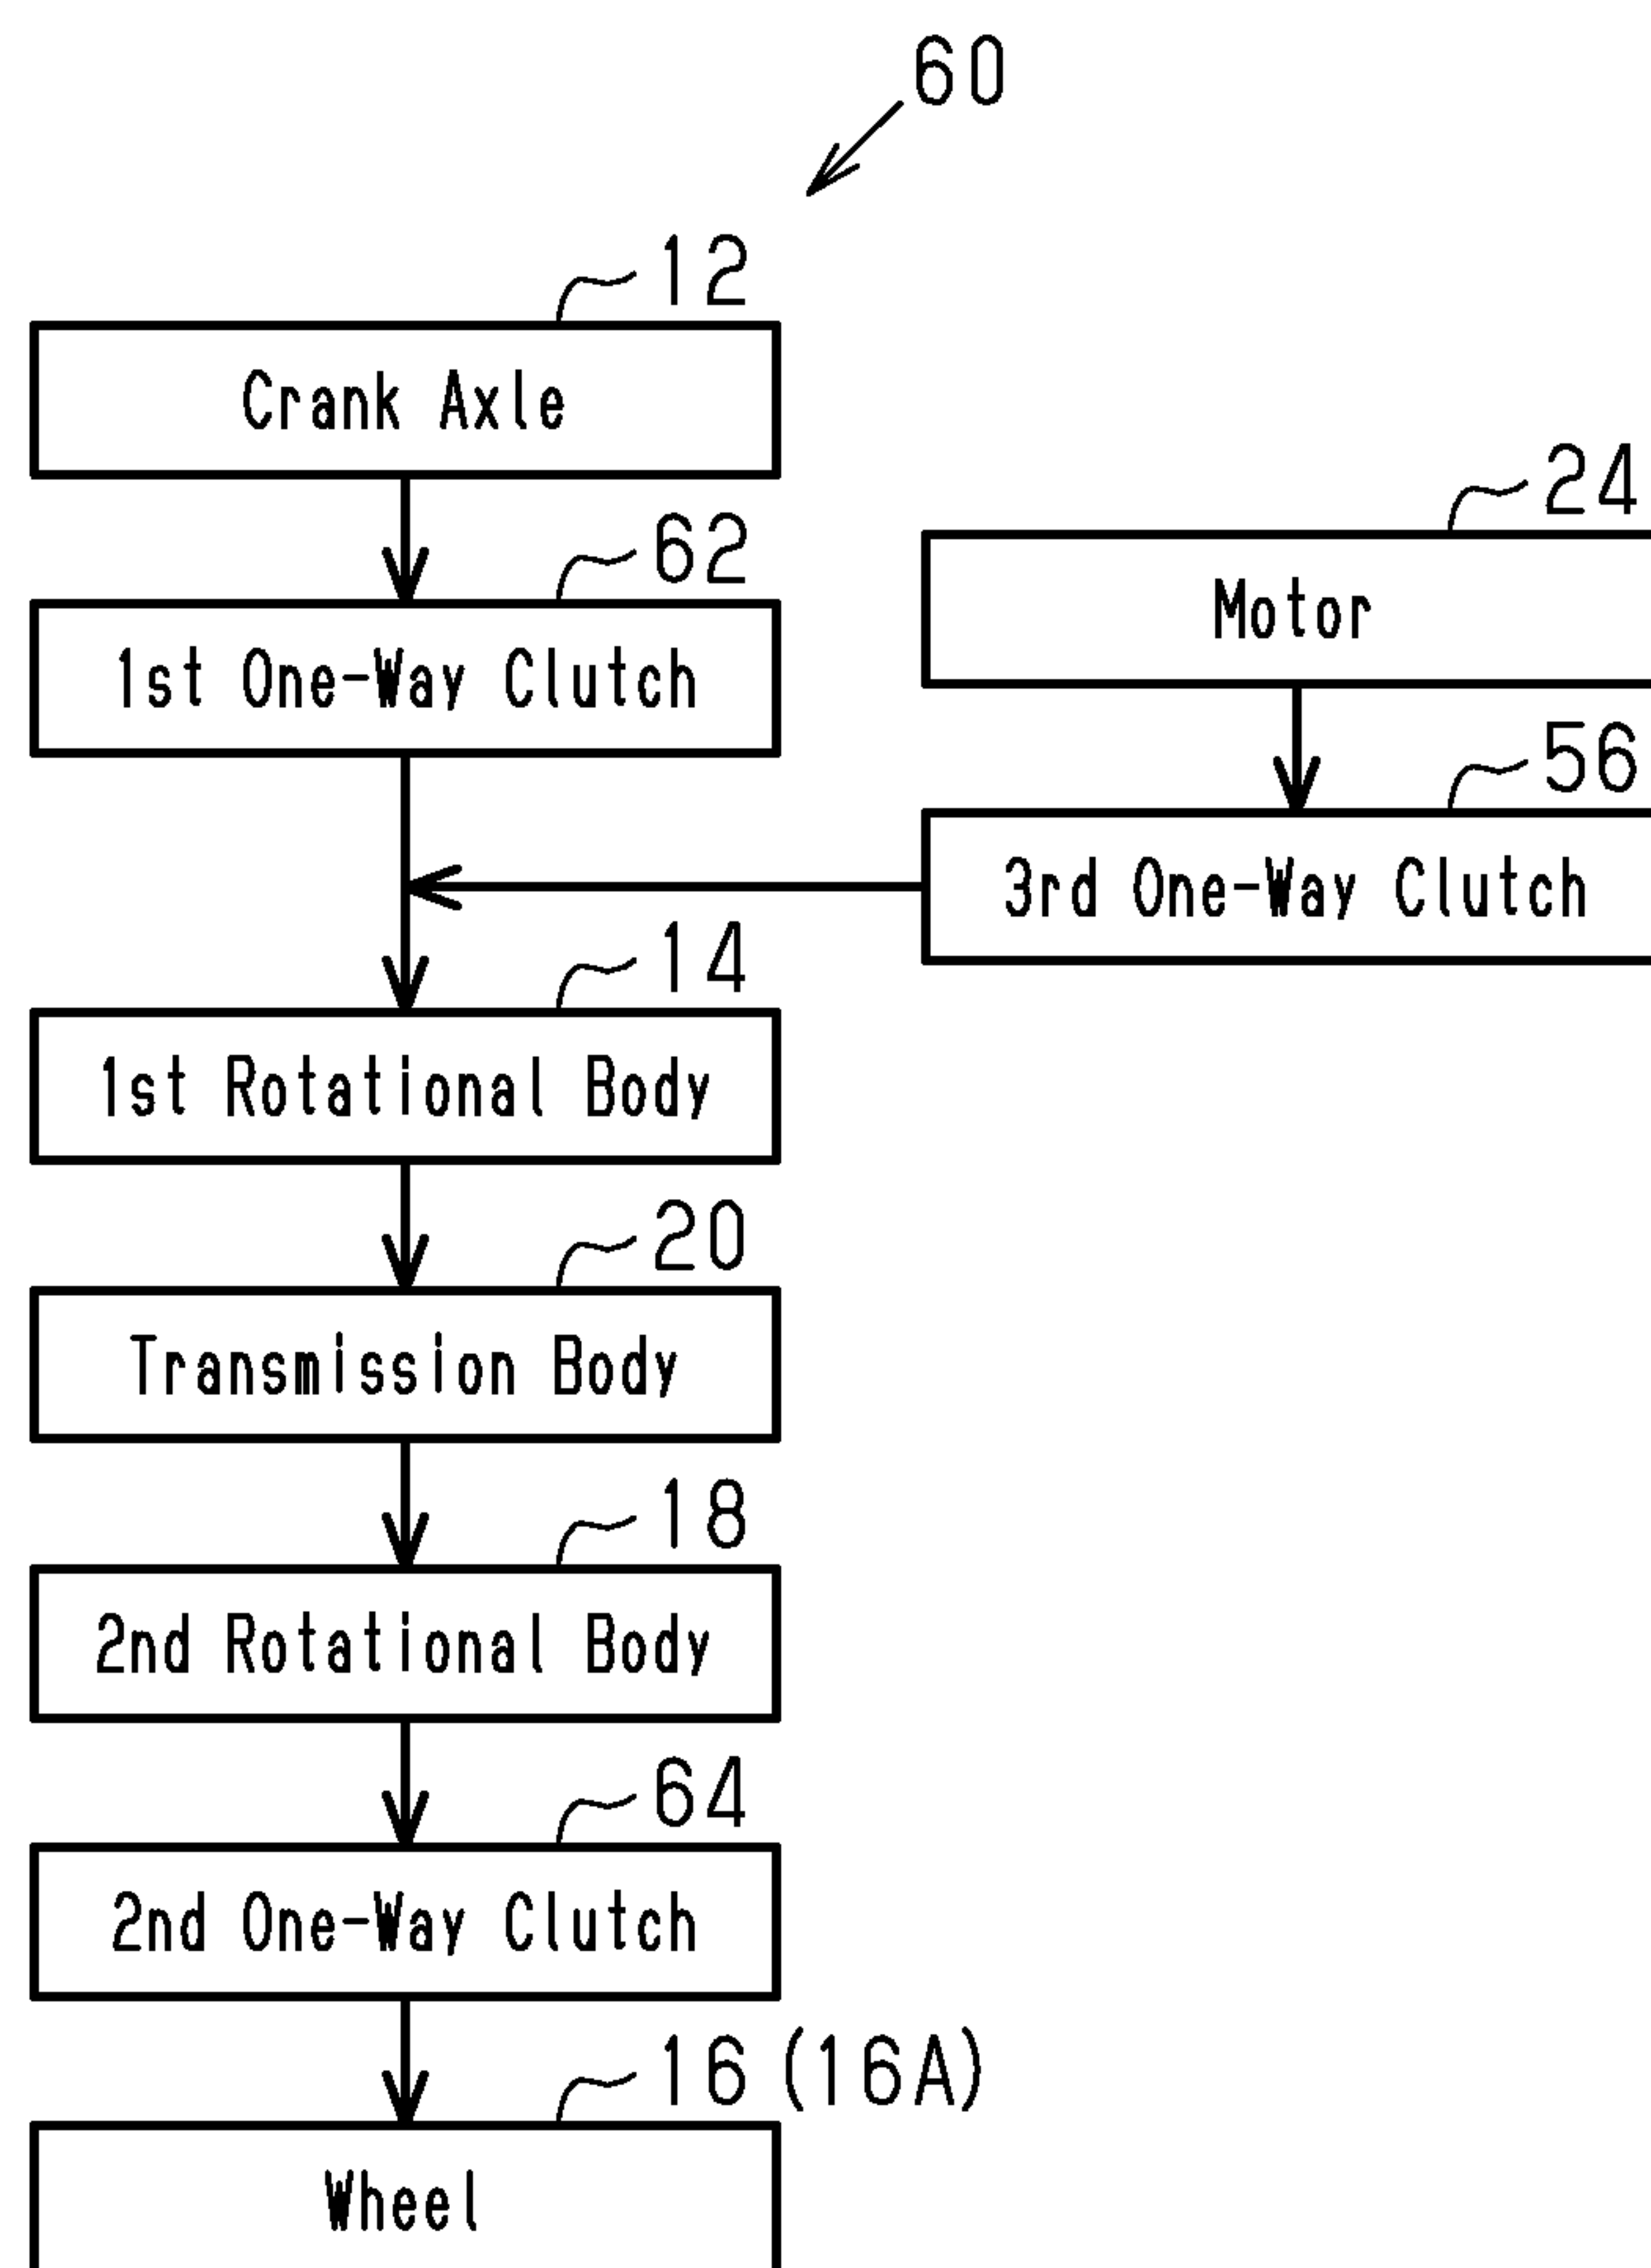 60
12
Crank Axle
24
Motor
62
1st One-Way Clutch
56
3rd One-Way Clutch
14
1st Rotational Body
20
Transmission Body
18
2nd Rotational Body
64
2nd One-Way Clutch
16 (16A)
Wheel